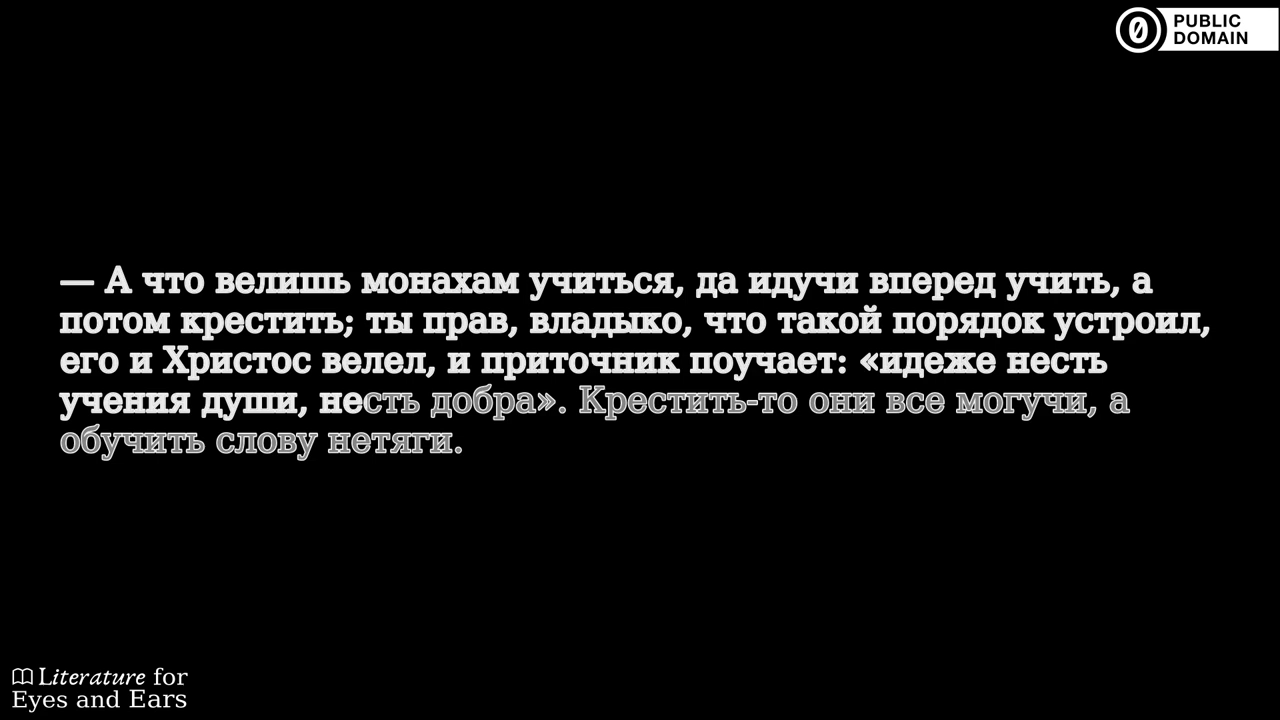 PUBLIC
DOMAIN
— А что велишь монахам учиться, да идучи вперед учить, а
потом крестить; ты прав, владыко, что такой порядок устроил,
его и Христос велел, и приточник поучает: «идеже несть
учения души, несть добра». Крестить-то они все могучи, а
обучить слову нетяги.
Literature for
Eyes and Ears